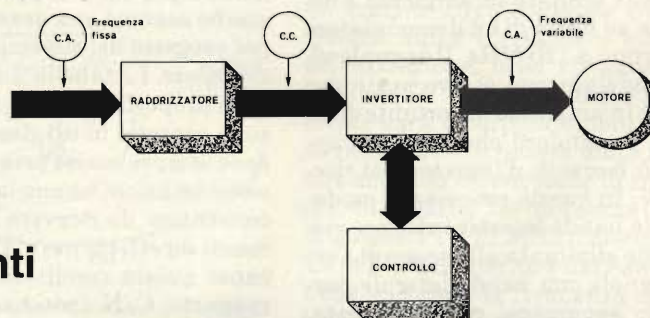 C.A.
Frequenza
fissa
C.C.
C.A.
Frequenza
variabile
RADDRIZZATORE
INVERTITORE
MOTORE
CONTROLLO
nti